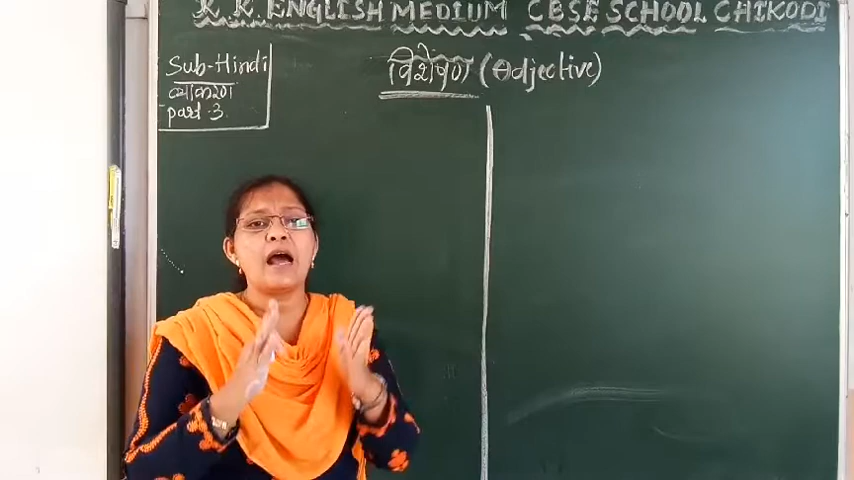 K K ENGLISH MEDIUM CBSE SCHOOL CHIKODI
Sub-Hindi
व्याकरण
part-3
विशेषण (Adjective)